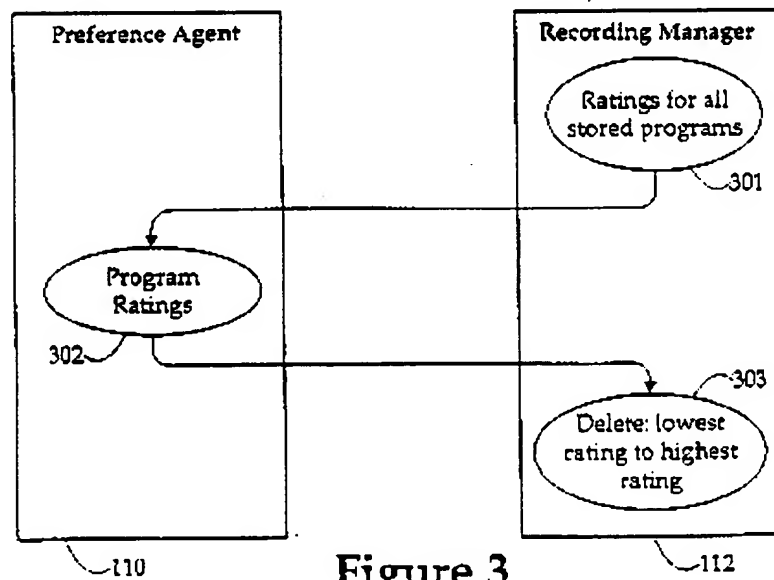 Preference Agent
Recording Manager
Ratings for all
stored programs
301
Program
Ratings
302
303
Delete: lowest
rating to highest
rating
110
Figure 3
112